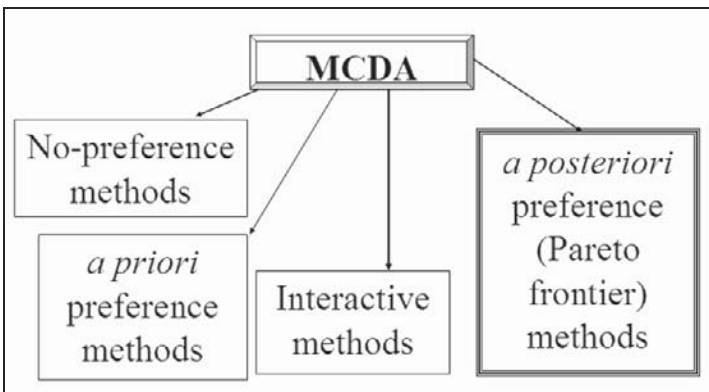 MCDA
No-preference
methods
a priori
preference
methods
Interactive
methods
a posteriori
preference
(Pareto
frontier)
methods